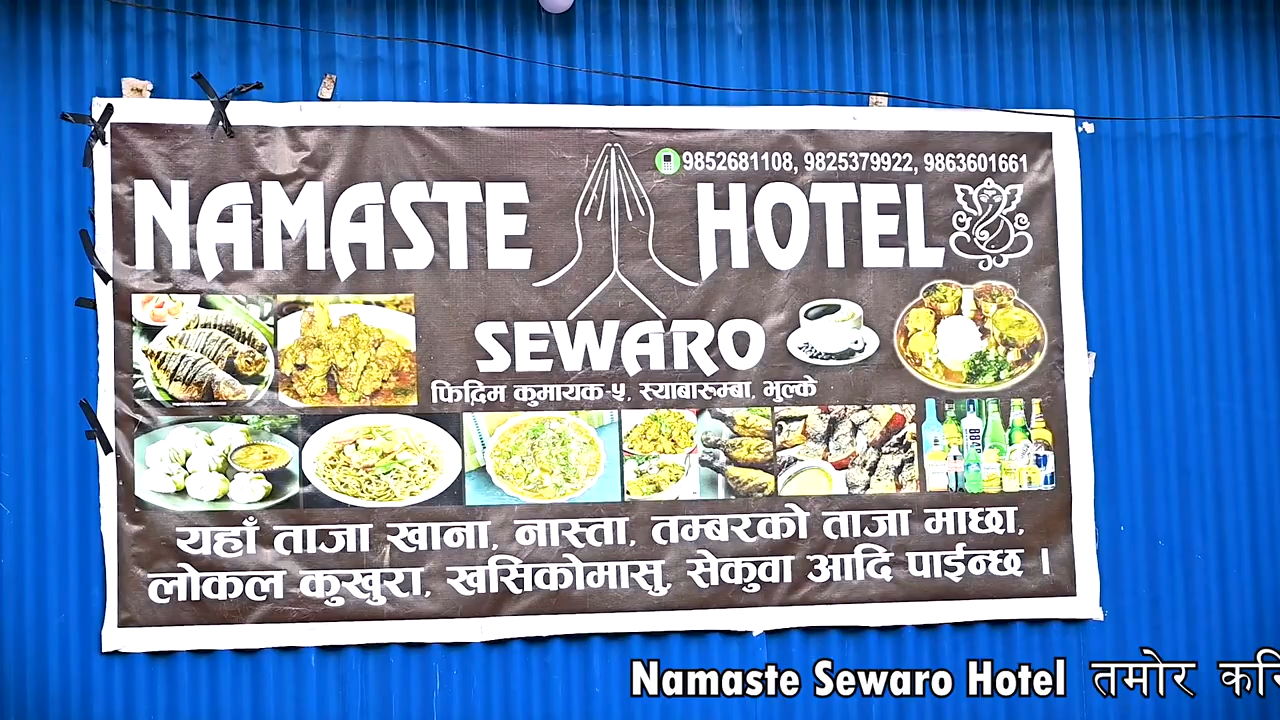 9852681108, 9825379922, 9863601661
NAMASTE HOTEL
SEWARO
फिदिम कुमायक-५, स्याबारुम्बा, भुल्के
यहाँ ताजा खाना, नास्ता, तम्बरको ताजा माछा,
लोकल कुखुरा, खसिकोमासु, सेकुवा आदि पाईन्छ ।
Namaste Sewaro Hotel तमोर